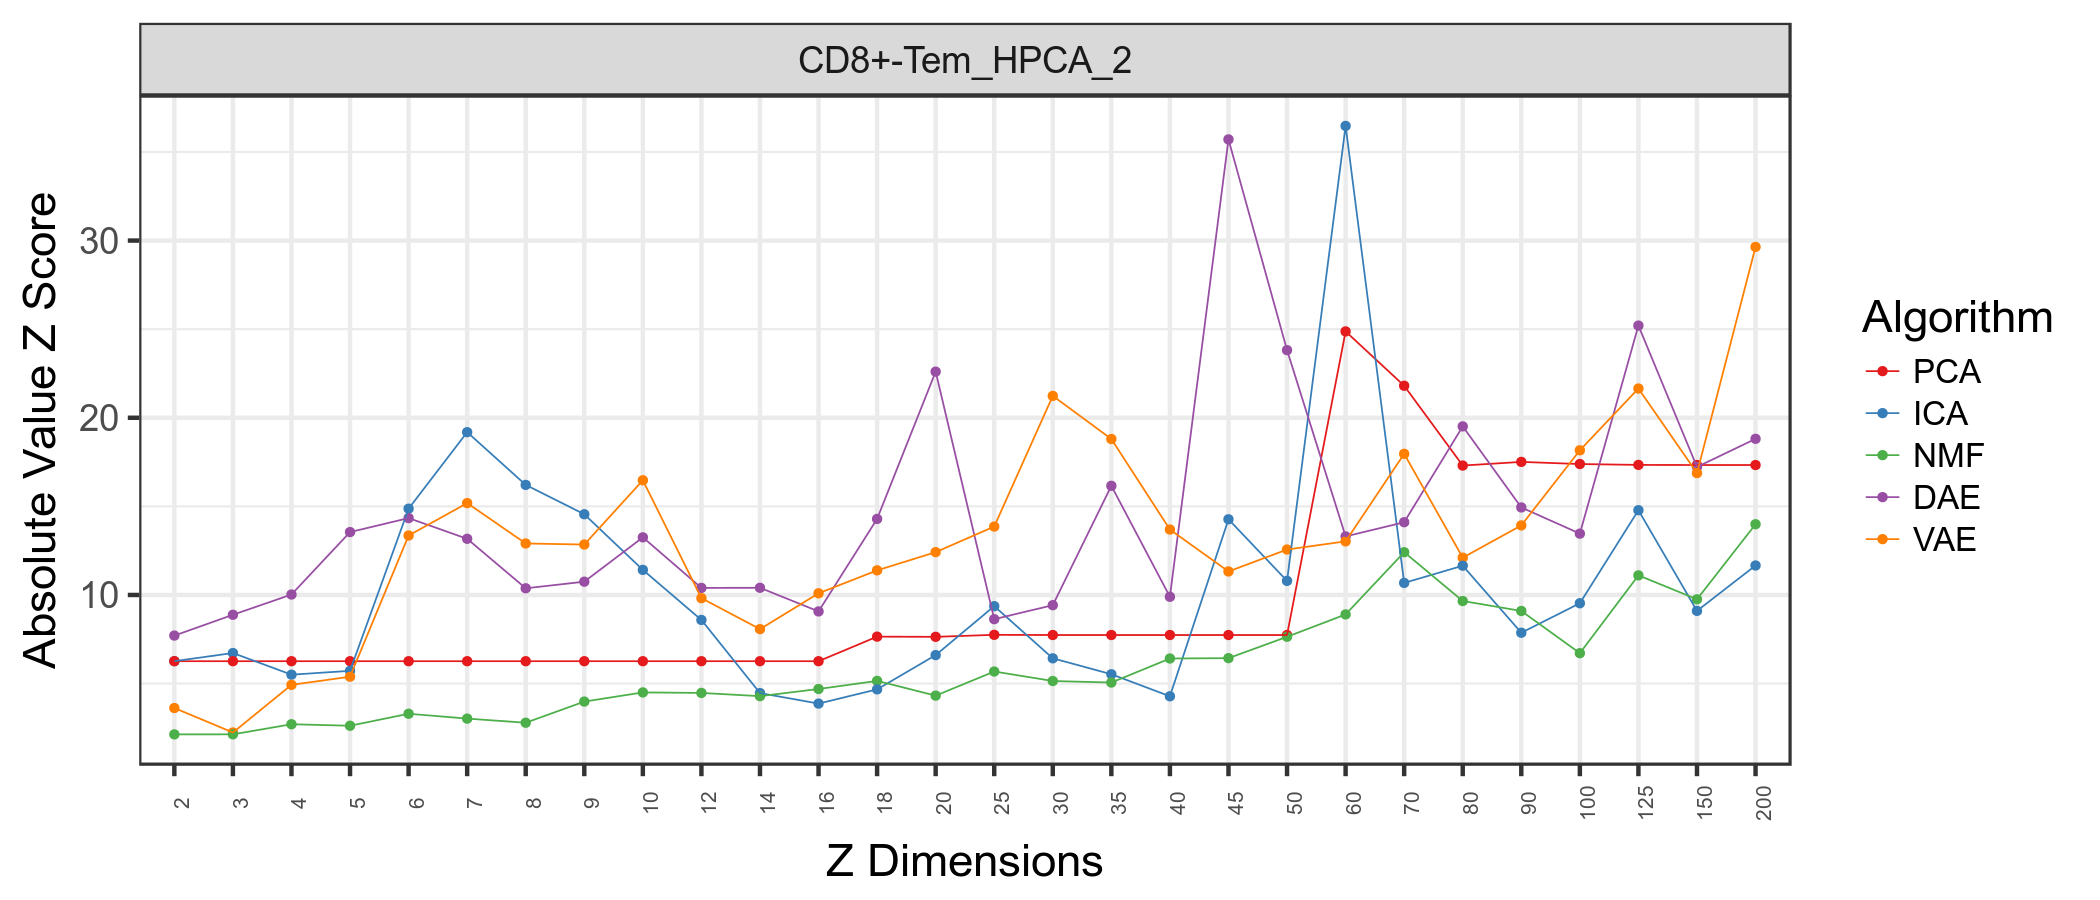 CD8+-Tem_HPCA_2
Absolute Value Z Score
30
20
10
2 3 4 5 6 7 8 9 10 12 14 16 18 20 25 30 35 40 45 50 60 70 80 90 100 125 150 200
Z Dimensions
Algorithm
PCA
ICA
NMF
DAE
VAE